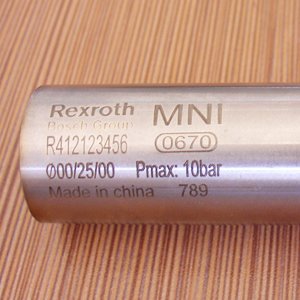 Rexroth MNI
Bosch Group
R412123456 0670
Ø00/25/00 Pmax: 10bar
Made in china 789